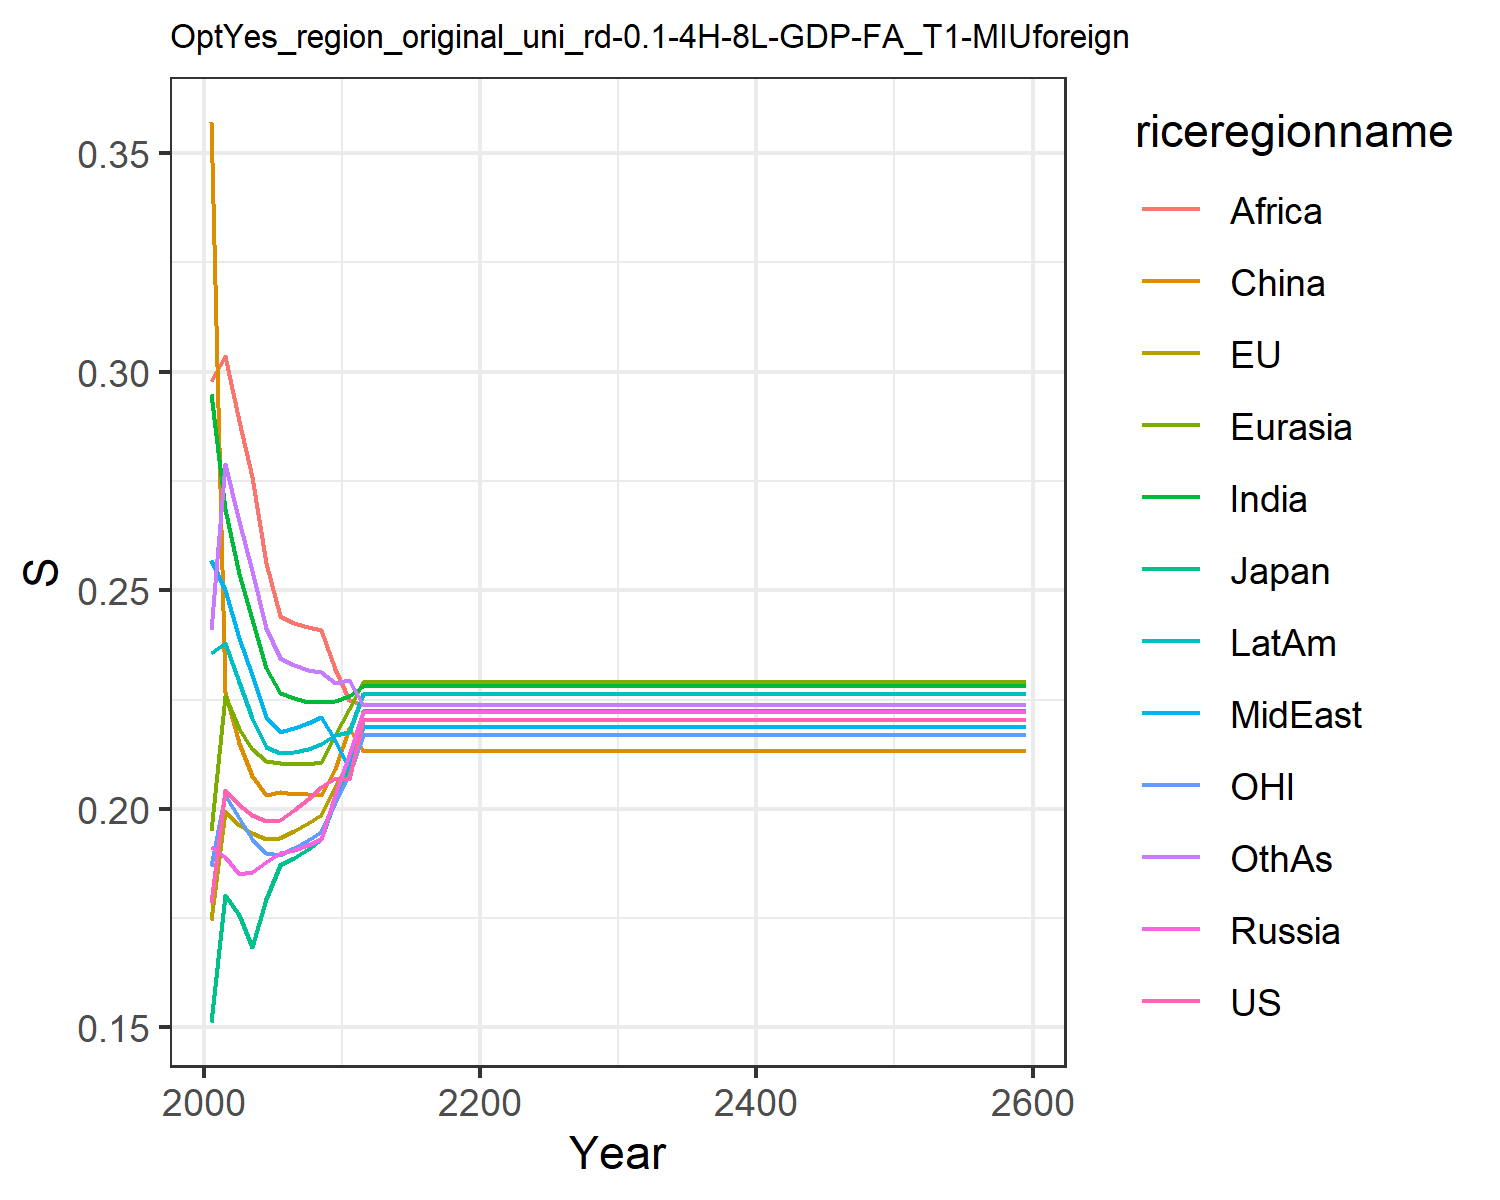 OptYes_region_original_uni_rd-0.1-4H-8L-GDP-FA_T1-MIUforeign
0.35
0.30
0.25
0.20
0.15
S
2000 2200 2400 2600
Year
riceregionname
Africa
China
EU
Eurasia
India
Japan
LatAm
MidEast
OHI
OthAs
Russia
US